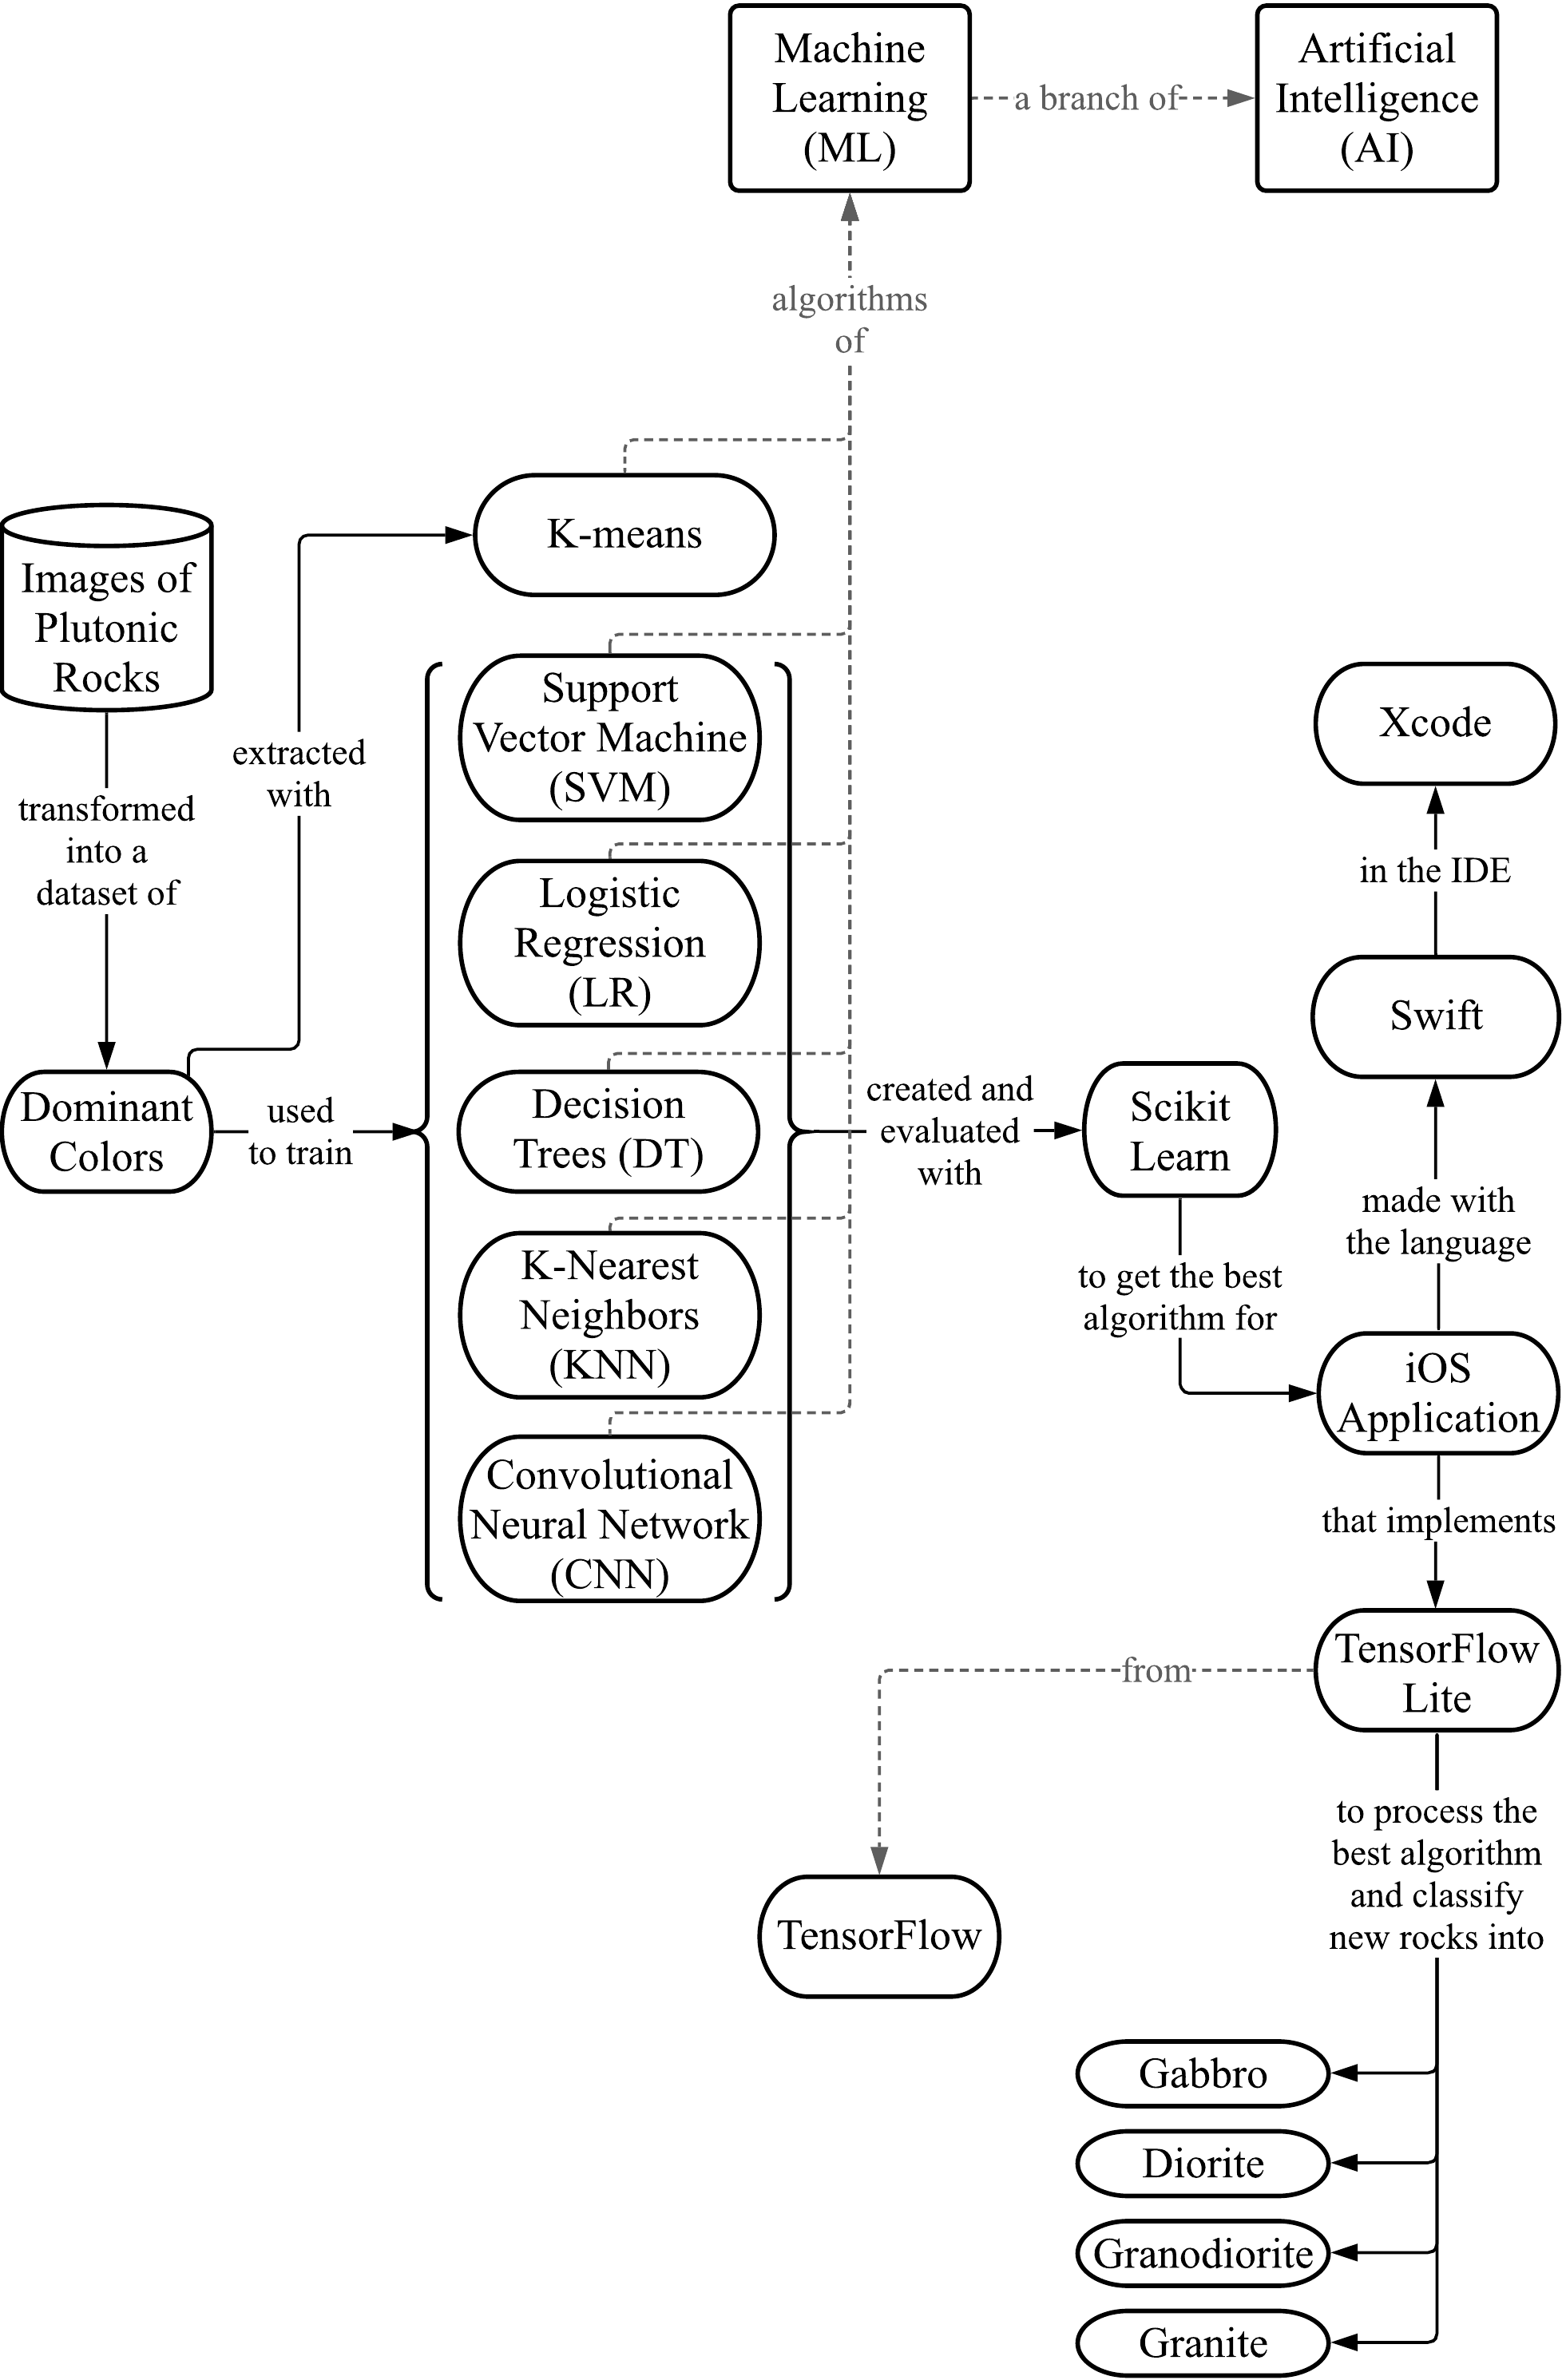 Machine
Learning
(ML)
a branch of
Artificial
Intelligence
(AI)
algorithms
of
K-means
Images of
Plutonic
Rocks
extracted
with
transformed
into a
dataset of
Support
Vector Machine
(SVM)
Logistic
Regression
(LR)
Dominant
Colors
used
to train
Decision
Trees (DT)
K-Nearest
Neighbors
(KNN)
Convolutional
Neural Network
(CNN)
created and
evaluated
with
Scikit
Learn
to get the best
algorithm for
Xcode
in the IDE
Swift
made with
the language
iOS
Application
that implements
TensorFlow
Lite
from
TensorFlow
to process the
best algorithm
and classify
new rocks into
Gabbro
Diorite
Granodiorite
Granite